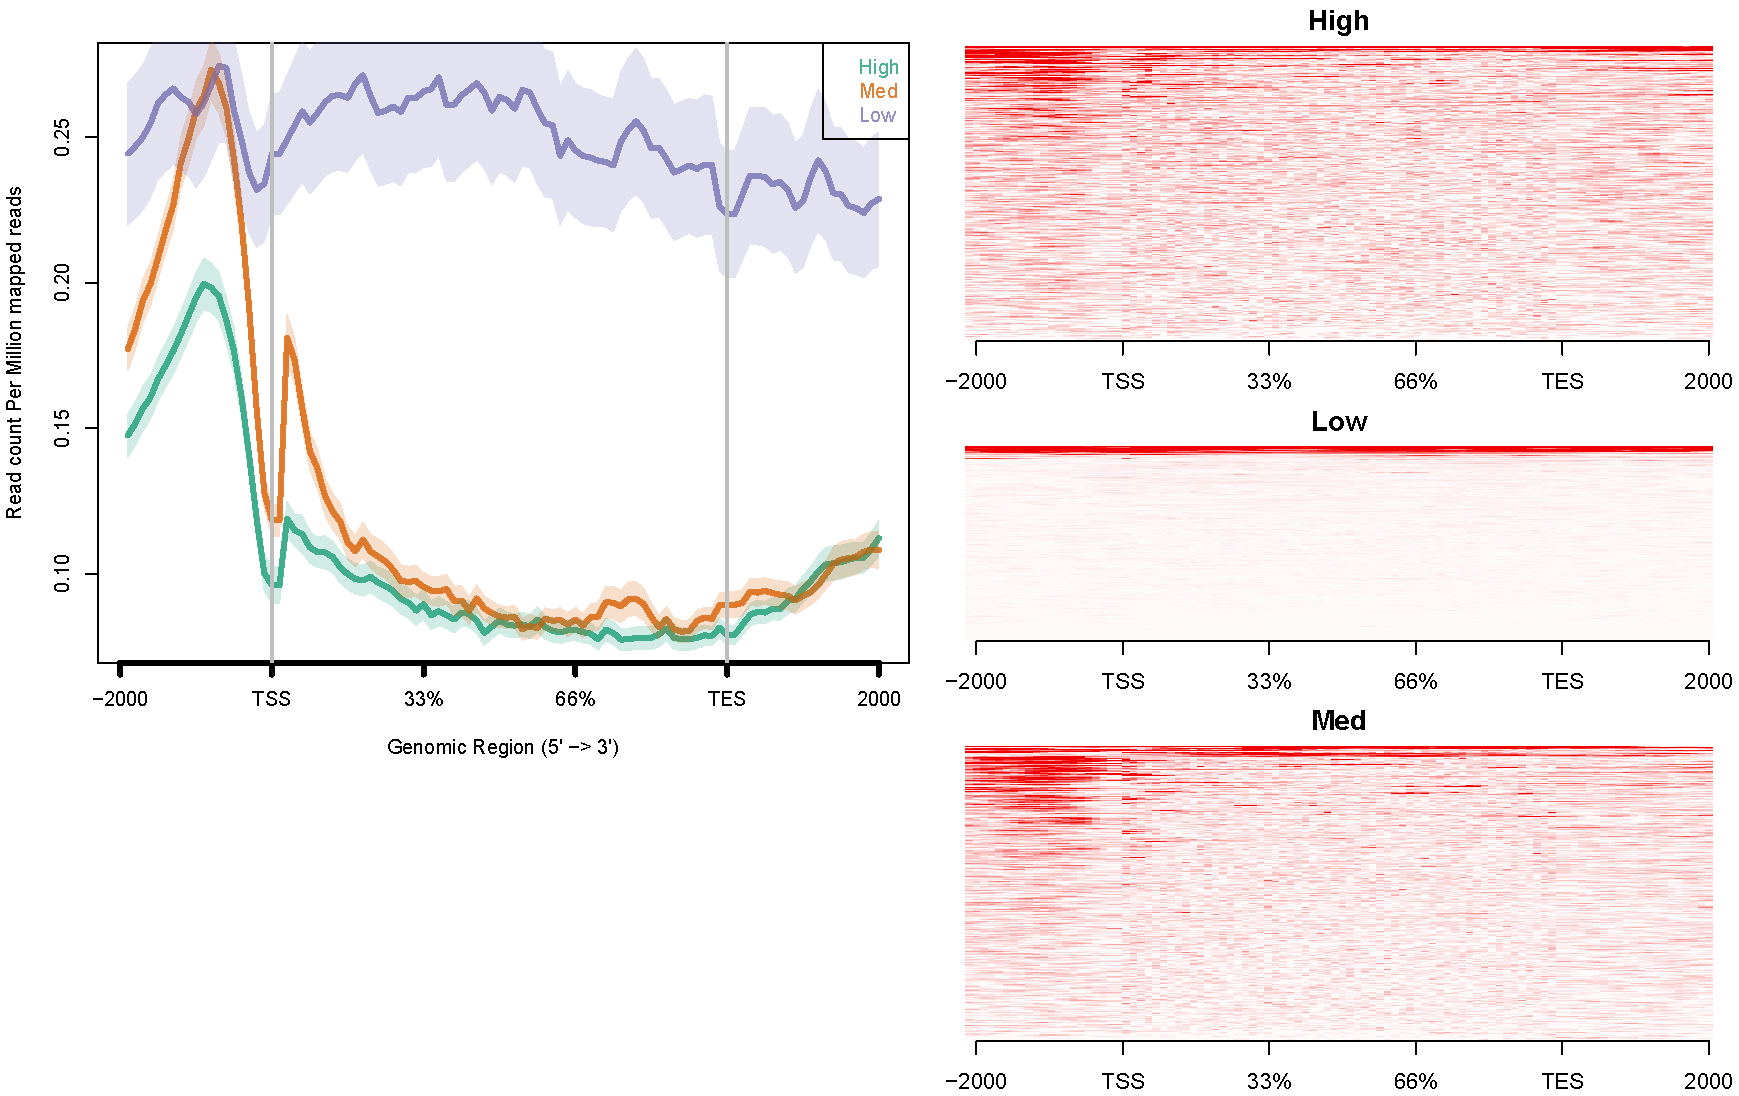 High
Med
Low
0.25
0.20
0.15
0.10
Read count Per Million mapped reads
−2000 TSS 33% 66% TES 2000
Genomic Region (5' −> 3')
High
−2000 TSS 33% 66% TES 2000
Low
−2000 TSS 33% 66% TES 2000
Med
−2000 TSS 33% 66% TES 2000